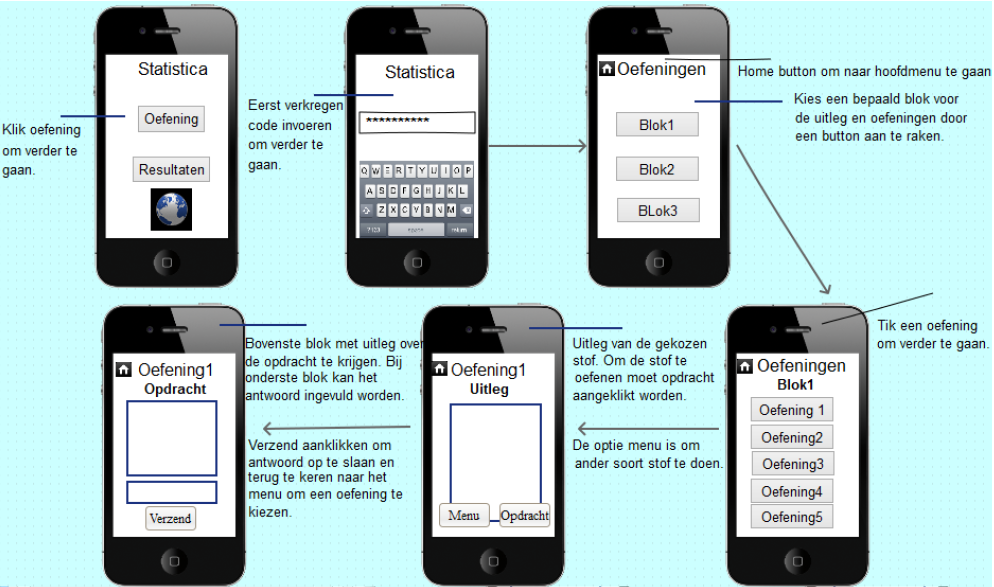 Statistica
Oefening
Resultaten
Klik oefening
om verder te
gaan.
Statistica
**********
Q W E R T Y U I O P
A S D F G H J K L
Z X C V B N M
?123 space return
Eerst verkregen
code invoeren
om verder te
gaan.
Oefeningen
Blok1
Blok2
BLok3
Home button om naar hoofdmenu te gaan
Kies een bepaald blok voor
de uitleg en oefeningen door
een button aan te raken.
Oefeningen
Blok1
Oefening 1
Oefening2
Oefening3
Oefening4
Oefening5
Tik een oefening
om verder te gaan.
Oefening1
Uitleg
Menu
Opdracht
Uitleg van de gekozen
stof. Om de stof te
oefenen moet opdracht
aangeklikt worden.
De optie menu is om
ander soort stof te doen.
Oefening1
Opdracht
Verzend
Bovenste blok met uitleg over
de opdracht te krijgen. Bij
onderste blok kan het
antwoord ingevuld worden.
Verzend aanklikken om
antwoord op te slaan en
terug te keren naar het
menu om een oefening te
kiezen.